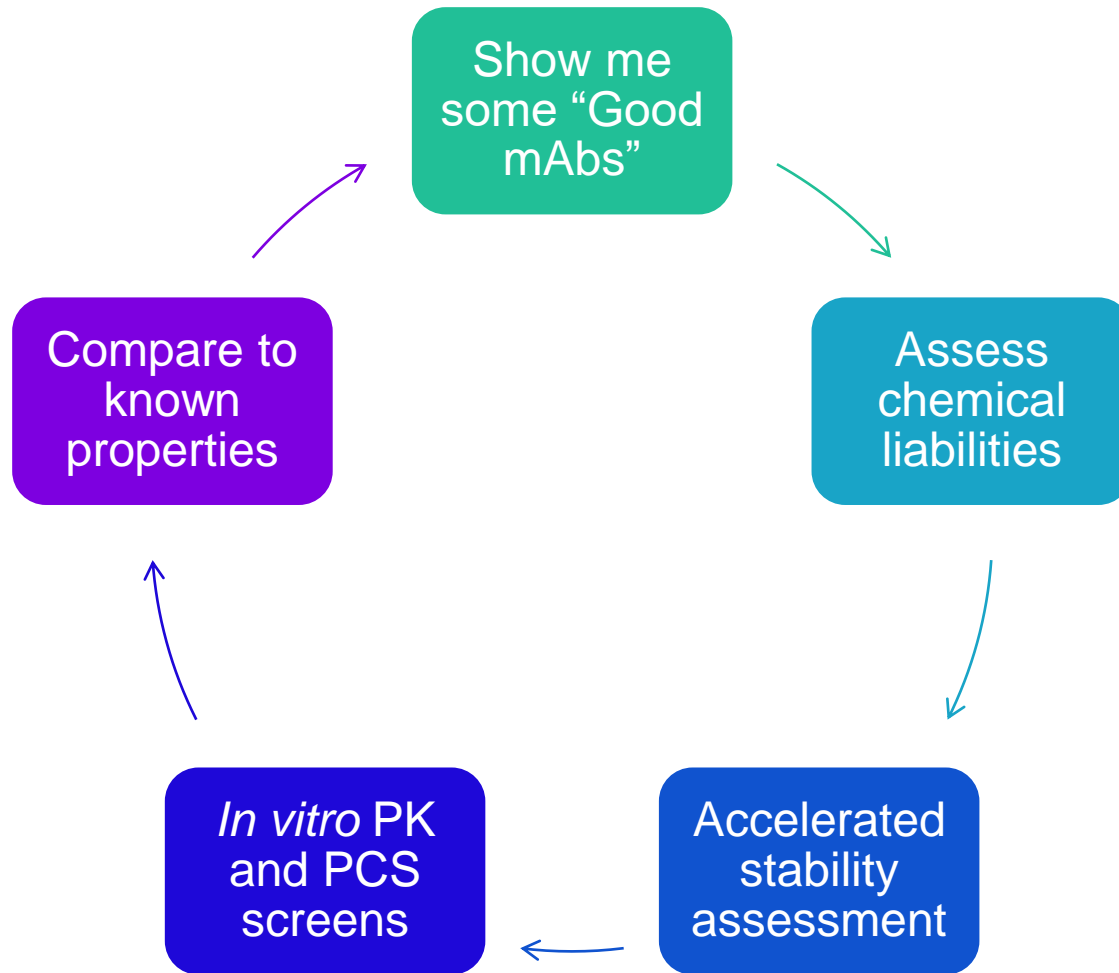 Show me
some “Good
mAbs”
Assess
chemical
liabilities
Accelerated
stability
assessment
In vitro PK
and PCS
screens
Compare to
known
properties